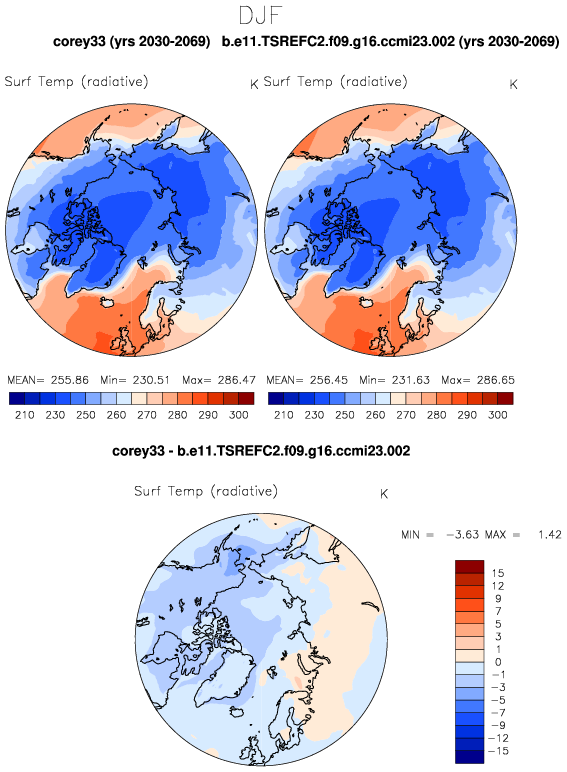 DJF
corey33 (yrs 2030-2069) b.e11.TSREFC2.f09.g16.ccmi23.002 (yrs 2030-2069)
Surf Temp (radiative) K Surf Temp (radiative) K
MEAN= 255.86 Min= 230.51 Max= 286.47 MEAN= 256.45 Min= 231.63 Max= 286.65
210 230 250 260 270 280 290 300 210 230 250 260 270 280 290 300
corey33 - b.e11.TSREFC2.f09.g16.ccmi23.002
Surf Temp (radiative) K
MIN = -3.63 MAX = 1.42
15
12
9
7
5
3
1
0
-1
-3
-5
-7
-9
-12
-15